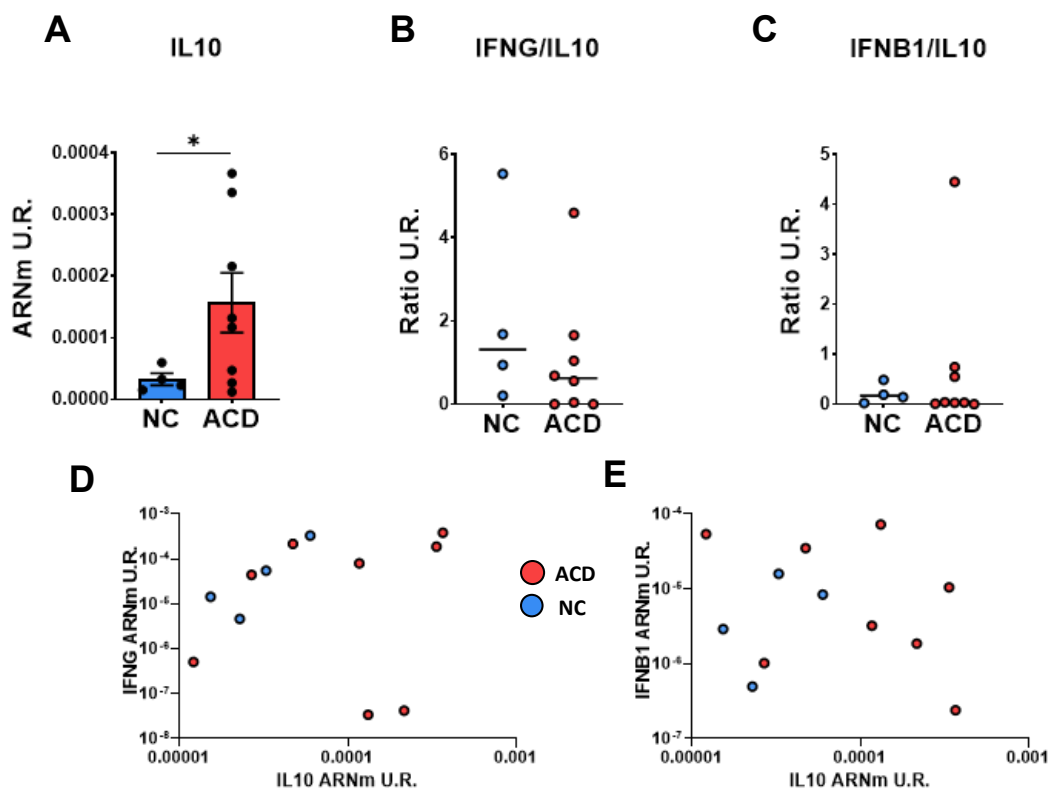 A
IL10
*
ARNm U.R.
0.0004
0.0003
0.0002
0.0001
0.0000
NC
ACD
B
IFNG/IL10
Ratio U.R.
6
4
2
0
NC
ACD
C
IFNB1/IL10
Ratio U.R.
5
4
3
2
1
0
NC
ACD
D
IFNG ARNm U.R.
10⁻³
10⁻⁴
10⁻⁵
10⁻⁶
10⁻⁷
10⁻⁸
0.00001
0.0001
0.001
IL10 ARNm U.R.
ACD
NC
E
IFNB1 ARNm U.R.
10⁻⁴
10⁻⁵
10⁻⁶
10⁻⁷
0.00001
0.0001
0.001
IL10 ARNm U.R.